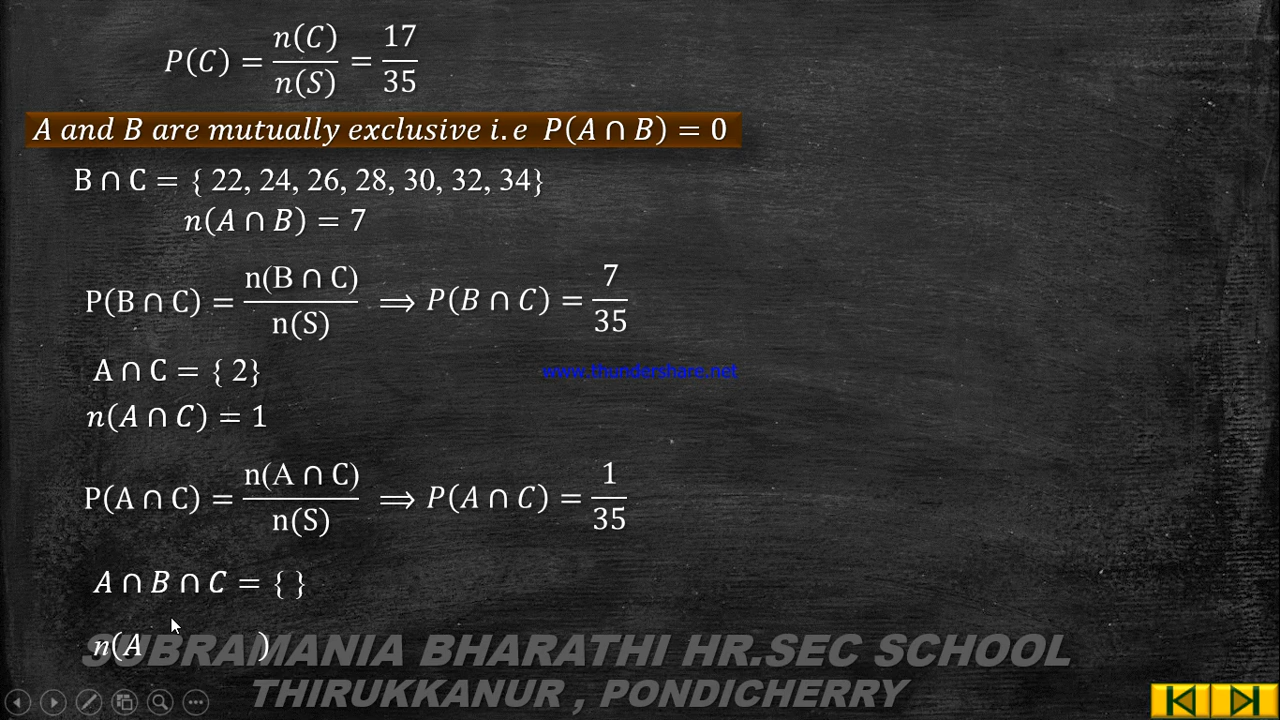 P(C) = n(C)/n(S) = 17/35
A and B are mutually exclusive i.e P(A ∩ B) = 0
B ∩ C = { 22, 24, 26, 28, 30, 32, 34}
n(A ∩ B) = 7
P(B ∩ C) = n(B ∩ C)/n(S) ⟹ P(B ∩ C) = 7/35
A ∩ C = { 2}
www.thundershare.net
n(A ∩ C) = 1
P(A ∩ C) = n(A ∩ C)/n(S) ⟹ P(A ∩ C) = 1/35
A ∩ B ∩ C = { }
n(A )
SUBRAMANIA BHARATHI HR.SEC SCHOOL
THIRUKKANUR , PONDICHERRY